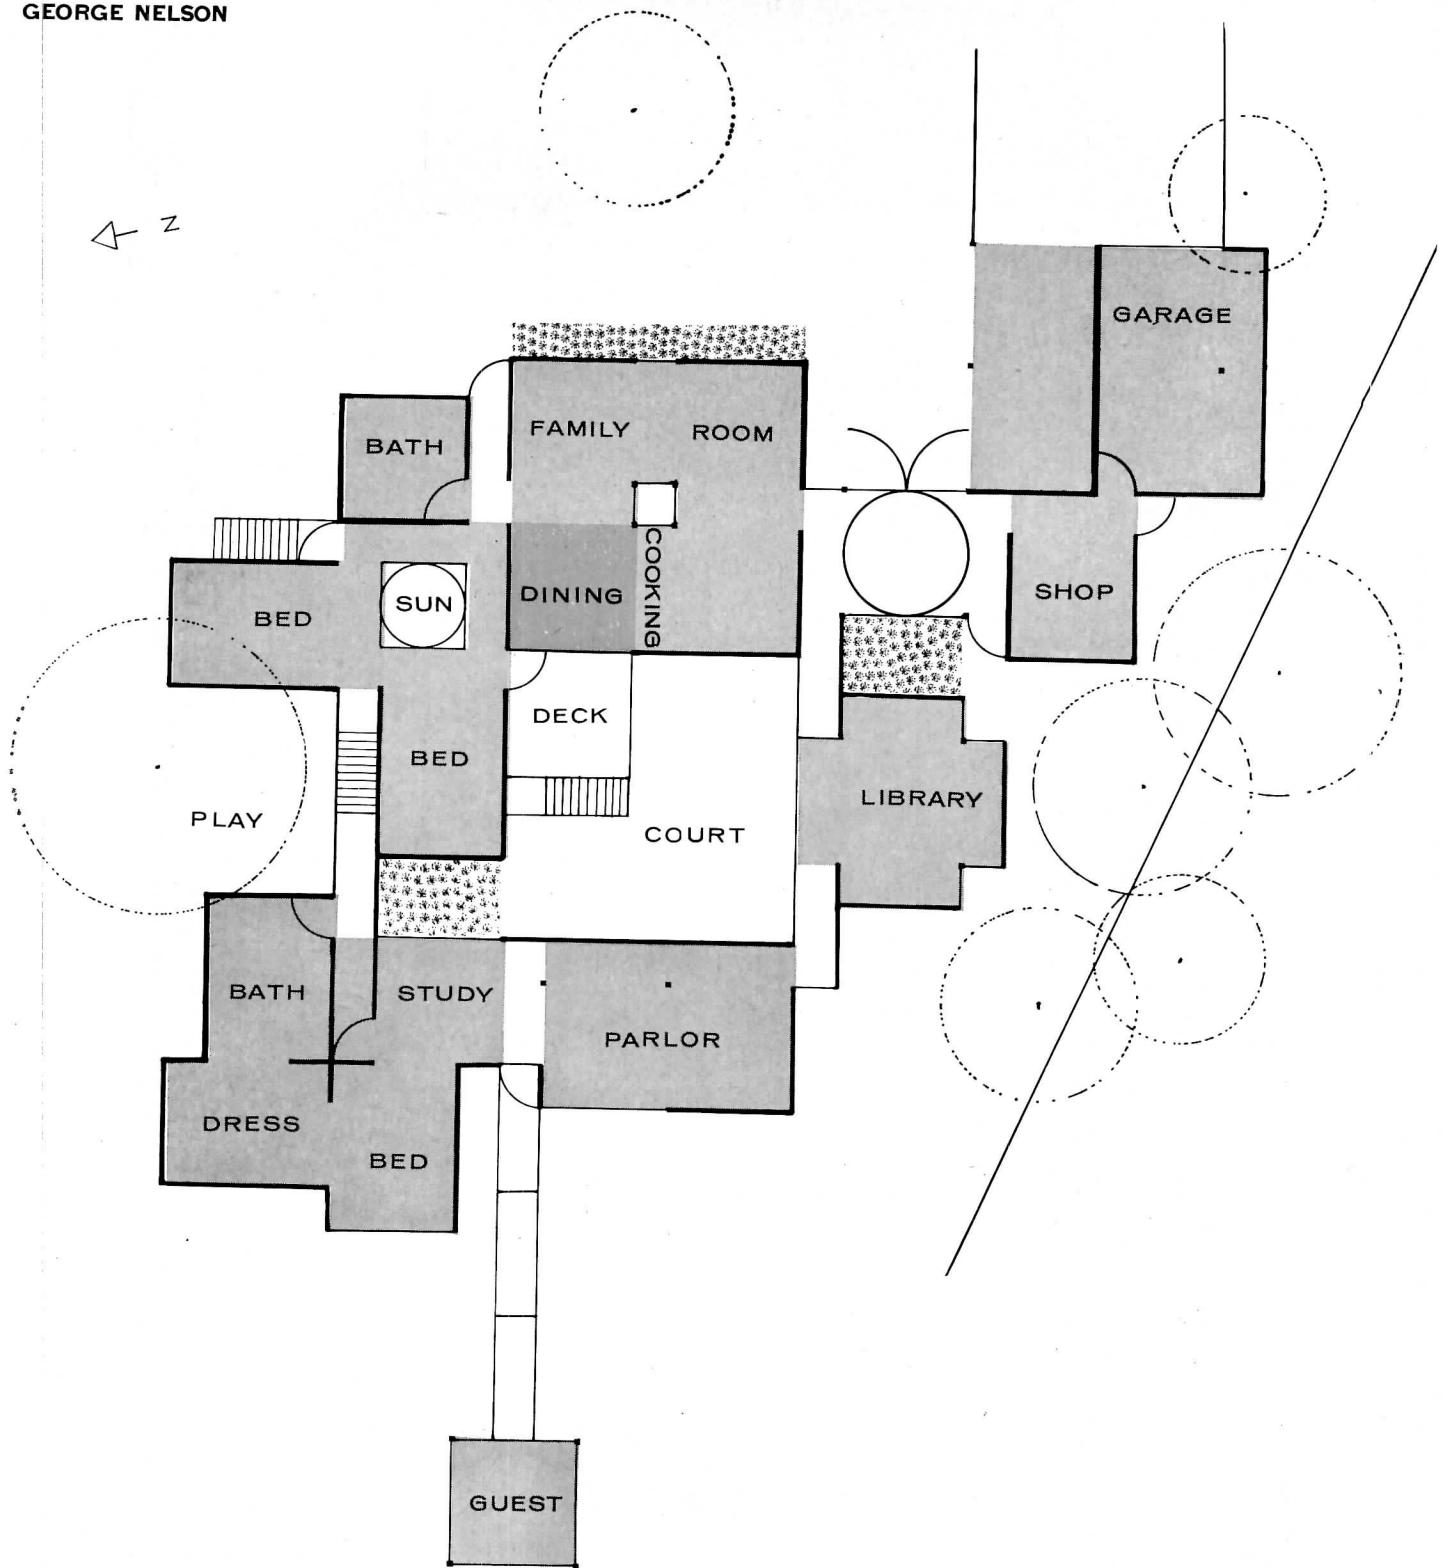 GEORGE NELSON
N
GARAGE
FAMILY ROOM
BATH
COOKING
DINING
SHOP
SUN
BED
DECK
BED
LIBRARY
PLAY
COURT
BATH
STUDY
PARLOR
DRESS
BED
GUEST